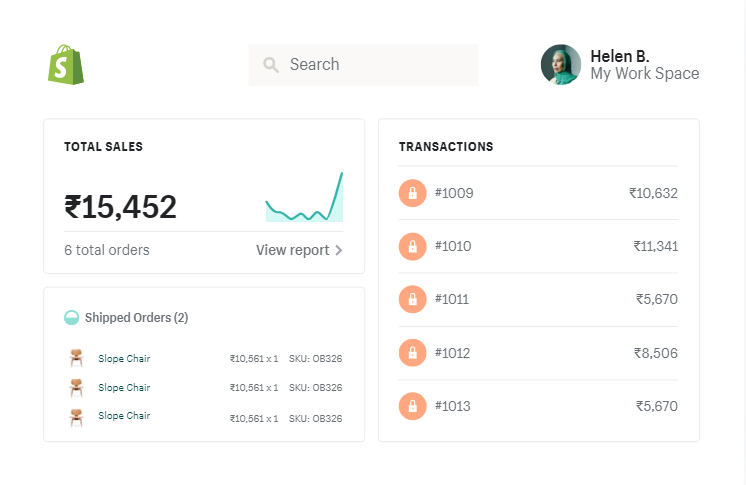 S
Search
Helen B.
My Work Space
TOTAL SALES
₹15,452
6 total orders
View report
Shipped Orders (2)
Slope Chair ₹10,561 x 1 SKU: OB326
Slope Chair ₹10,561 x 1 SKU: OB326
Slope Chair ₹10,561 x 1 SKU: OB326
TRANSACTIONS
#1009 ₹10,632
#1010 ₹11,341
#1011 ₹5,670
#1012 ₹8,506
#1013 ₹5,670